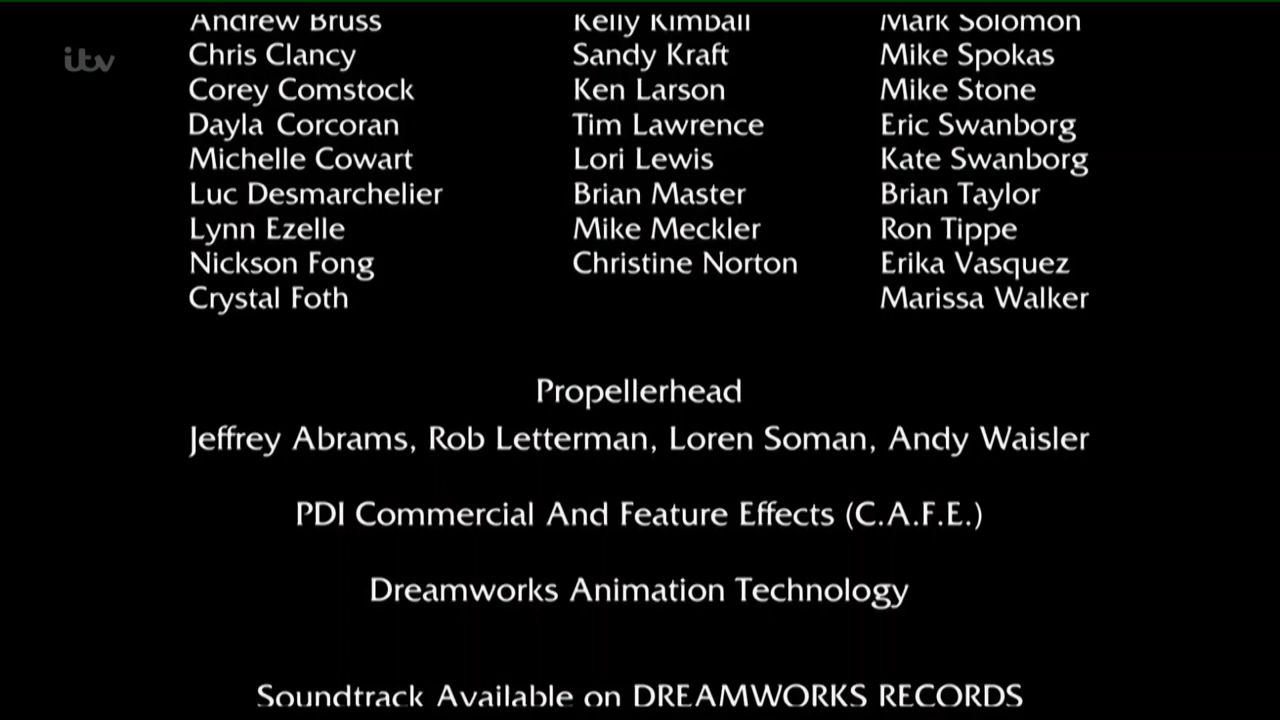 itv
Andrew Bruss Kelly Kimball Mark Solomon
Chris Clancy Sandy Kraft Mike Spokas
Corey Comstock Ken Larson Mike Stone
Dayla Corcoran Tim Lawrence Eric Swanborg
Michelle Cowart Lori Lewis Kate Swanborg
Luc Desmarchelier Brian Master Brian Taylor
Lynn Ezelle Mike Meckler Ron Tippe
Nickson Fong Christine Norton Erika Vasquez
Crystal Foth Marissa Walker
Propellerhead
Jeffrey Abrams, Rob Letterman, Loren Soman, Andy Waisler
PDI Commercial And Feature Effects (C.A.F.E.)
Dreamworks Animation Technology
Soundtrack Available on DREAMWORKS RECORDS